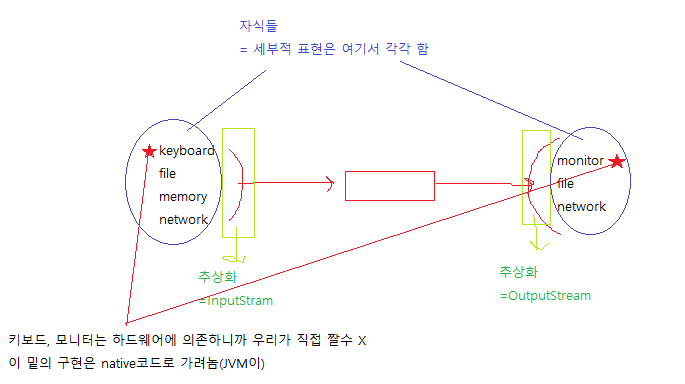 자식들
= 세부적 표현은 여기서 각각 함
keyboard
file
memory
network
monitor
file
network
추상화
=InputStram
추상화
=OutputStream
키보드, 모니터는 하드웨어에 의존하니까 우리가 직접 짤수 X
이 밑의 구현은 native코드로 가려놈(JVM이)